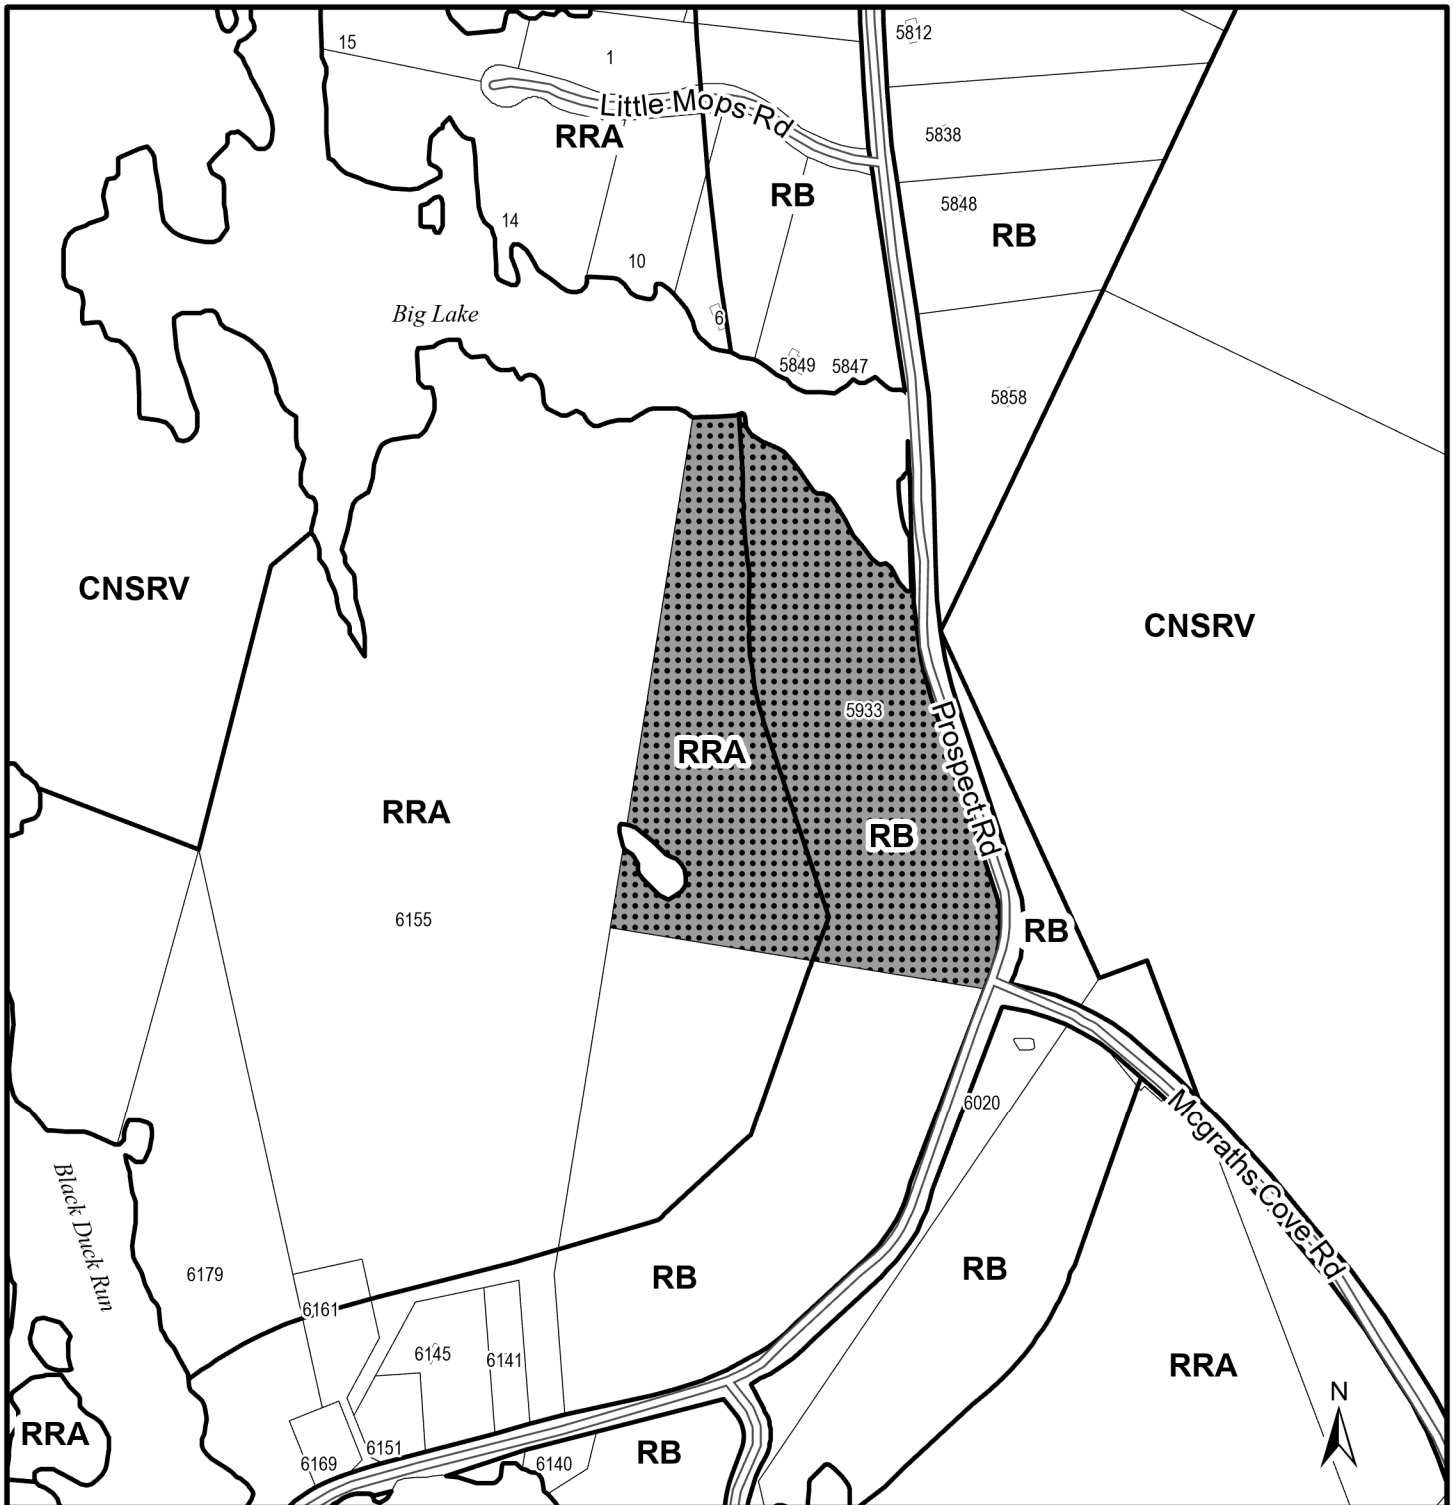 5812
15
1
Little Mops Rd
RRA
5838
RB
5848
14
RB
10
Big Lake
6
5849
5847
5858
CNSRV
CNSRV
5933
Prospect Rd
RRA
RRA
RB
6155
RB
6020
Mcgraths Cove Rd
Black Duck Run
6179
RB
RB
6161
6145
6141
RRA
N
RRA
6151
RB
6169
6140